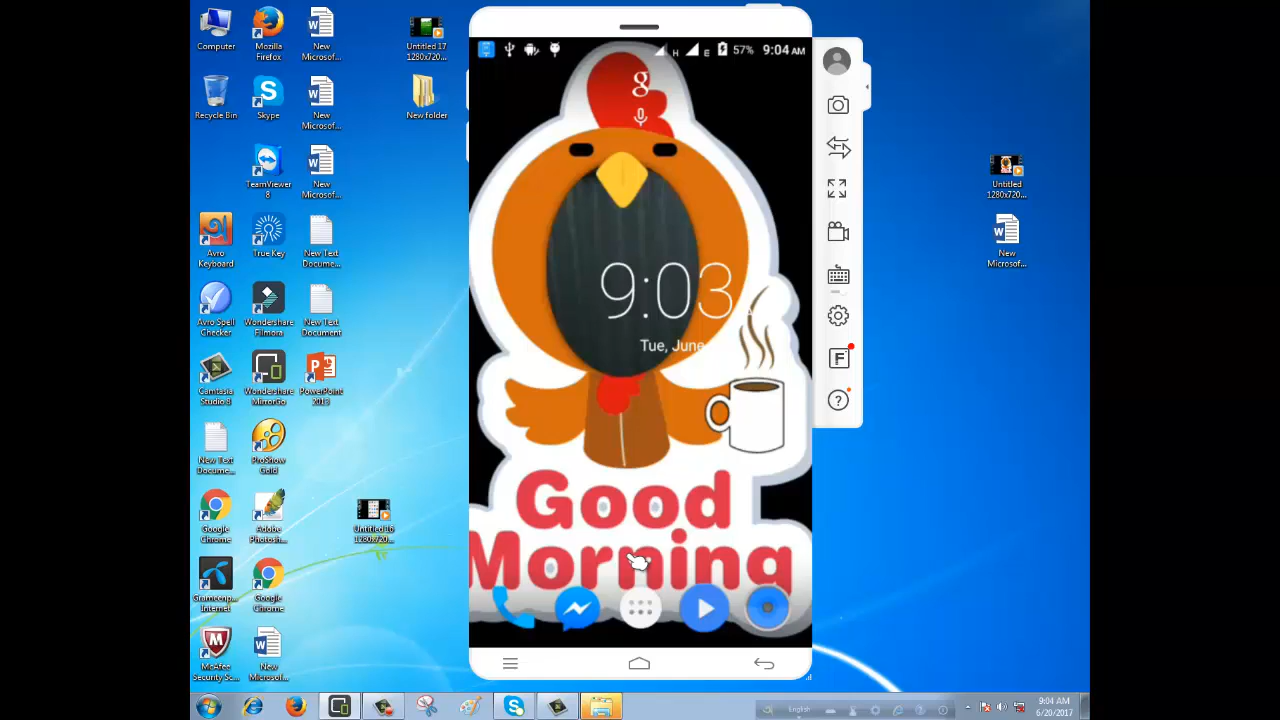 Computer
Mozilla
Firefox
New
Microsof...
Untitled 17
1280x720...
Recycle Bin
Skype
New
Microsof...
New folder
TeamViewer
8
New
Microsof...
Avro
Keyboard
True Key
New Text
Docume...
Avro Spell
Checker
Wondershare
Filmora
New Text
Document
Camtasia
Studio 8
Wondershare
MirrorGo
PowerPoint
2013
New Text
Docume...
ProShow
Gold
Google
Chrome
Adobe
Photosh...
Untitled 16
1280x720...
Grameenp...
Internet
Google
Chrome
McAfee
Security Sc...
New
Microsof...
H
E
57%
9:04 AM
g
9:03
Tue, June
Good
Morning
F
?
Untitled
1280x720...
New
Microsof...
English
9:04 AM
6/20/2017